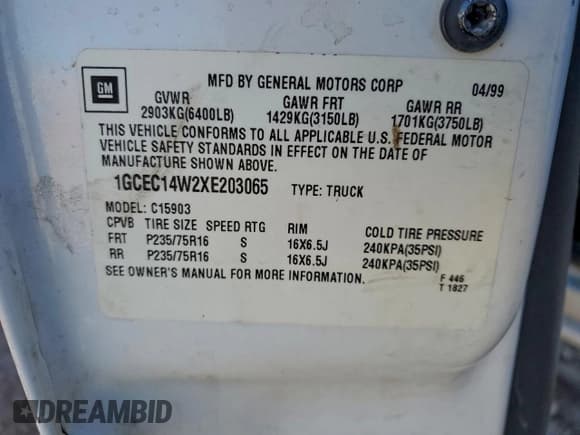 GM
MFD BY GENERAL MOTORS CORP 04/99
GVWR GAWR FRT GAWR RR
2903KG(6400LB) 1429KG(3150LB) 1701KG(3750LB)
THIS VEHICLE CONFORMS TO ALL APPLICABLE U.S. FEDERAL MOTOR
VEHICLE SAFETY STANDARDS IN EFFECT ON THE DATE OF
MANUFACTURE SHOWN ABOVE.
1GCEC14W2XE203065 TYPE: TRUCK
MODEL: C15903
CPVB TIRE SIZE SPEED RTG RIM COLD TIRE PRESSURE
FRT P235/75R16 S 16X6.5J 240KPA(35PSI)
RR P235/75R16 S 16X6.5J 240KPA(35PSI)
SEE OWNER'S MANUAL FOR MORE INFORMATION.
F 446
T 1827
DREAMBID